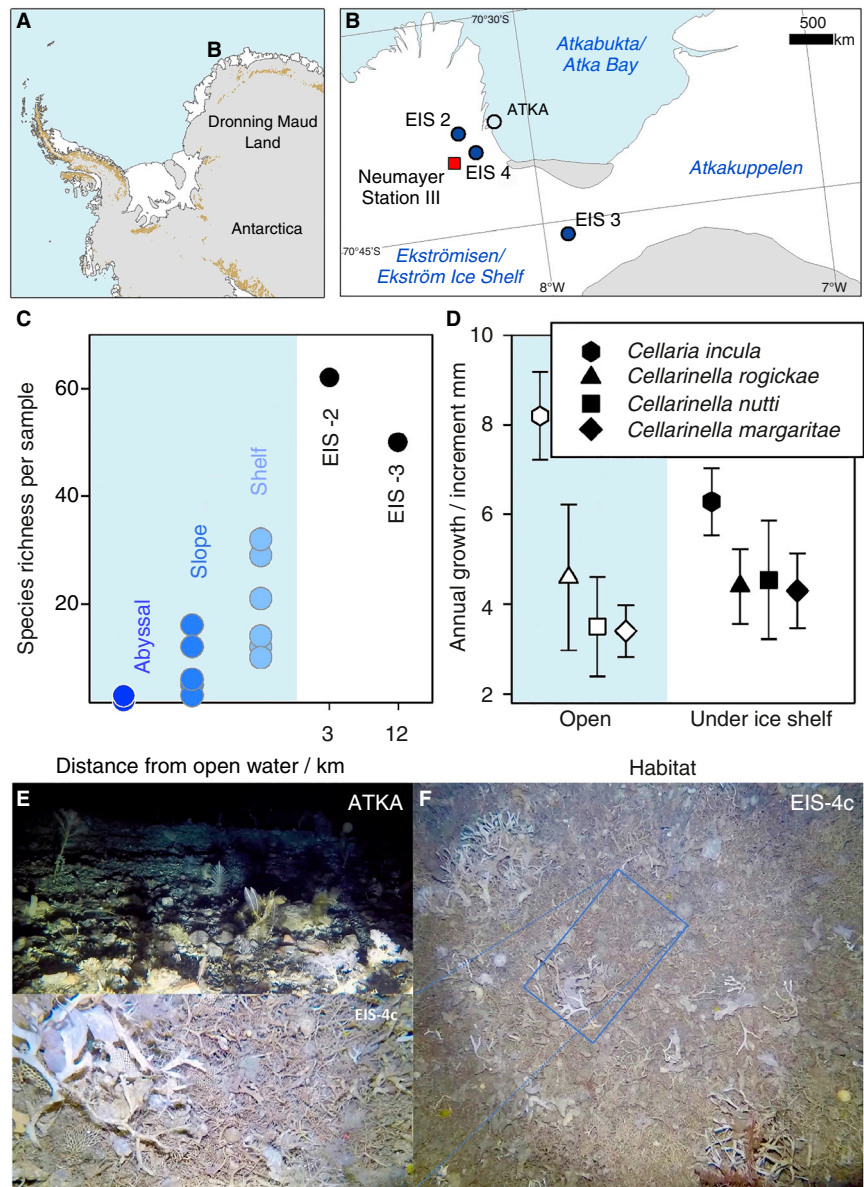 A
B
Dronning Maud
Land
Antarctica
B
70°30'S
500
km
Atkabukta/
Atka Bay
ATKA
EIS 2
EIS 4
Neumayer
Station III
Atkakuppelen
EIS 3
70°45'S
Ekströmisen/
Ekström Ice Shelf
8°W
7°W
C
Species richness per sample
60
40
20
Abyssal
Slope
Shelf
EIS -2
EIS -3
3
12
Distance from open water / km
D
Annual growth / increment mm
10
8
6
4
2
Cellaria incula
Cellarinella rogickae
Cellarinella nutti
Cellarinella margaritae
Open
Under ice shelf
Habitat
E
ATKA
EIS-4c
F
EIS-4c